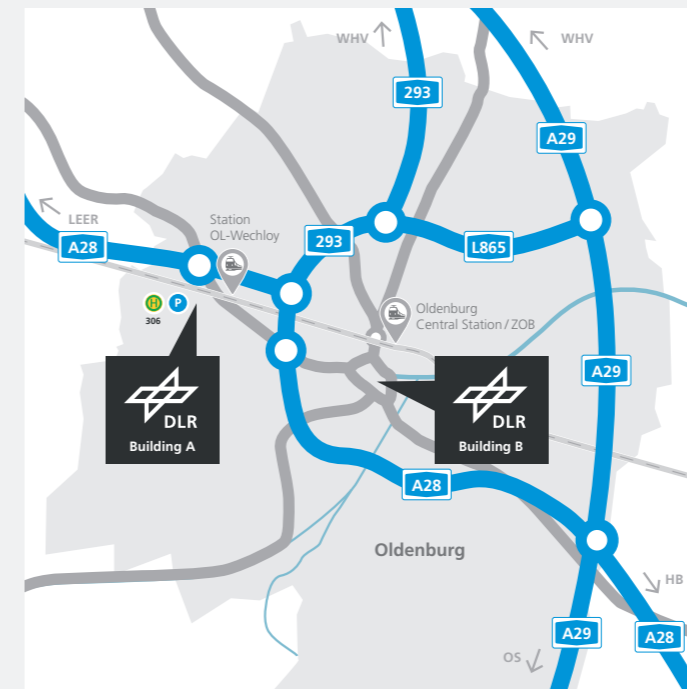 WHV
WHV
293
A29
LEER
Station
OL-Wechloy
A28
293
L865
H
P
306
Oldenburg
Central Station / ZOB
A29
DLR
Building A
DLR
Building B
A28
Oldenburg
HB
A29
A28
OS